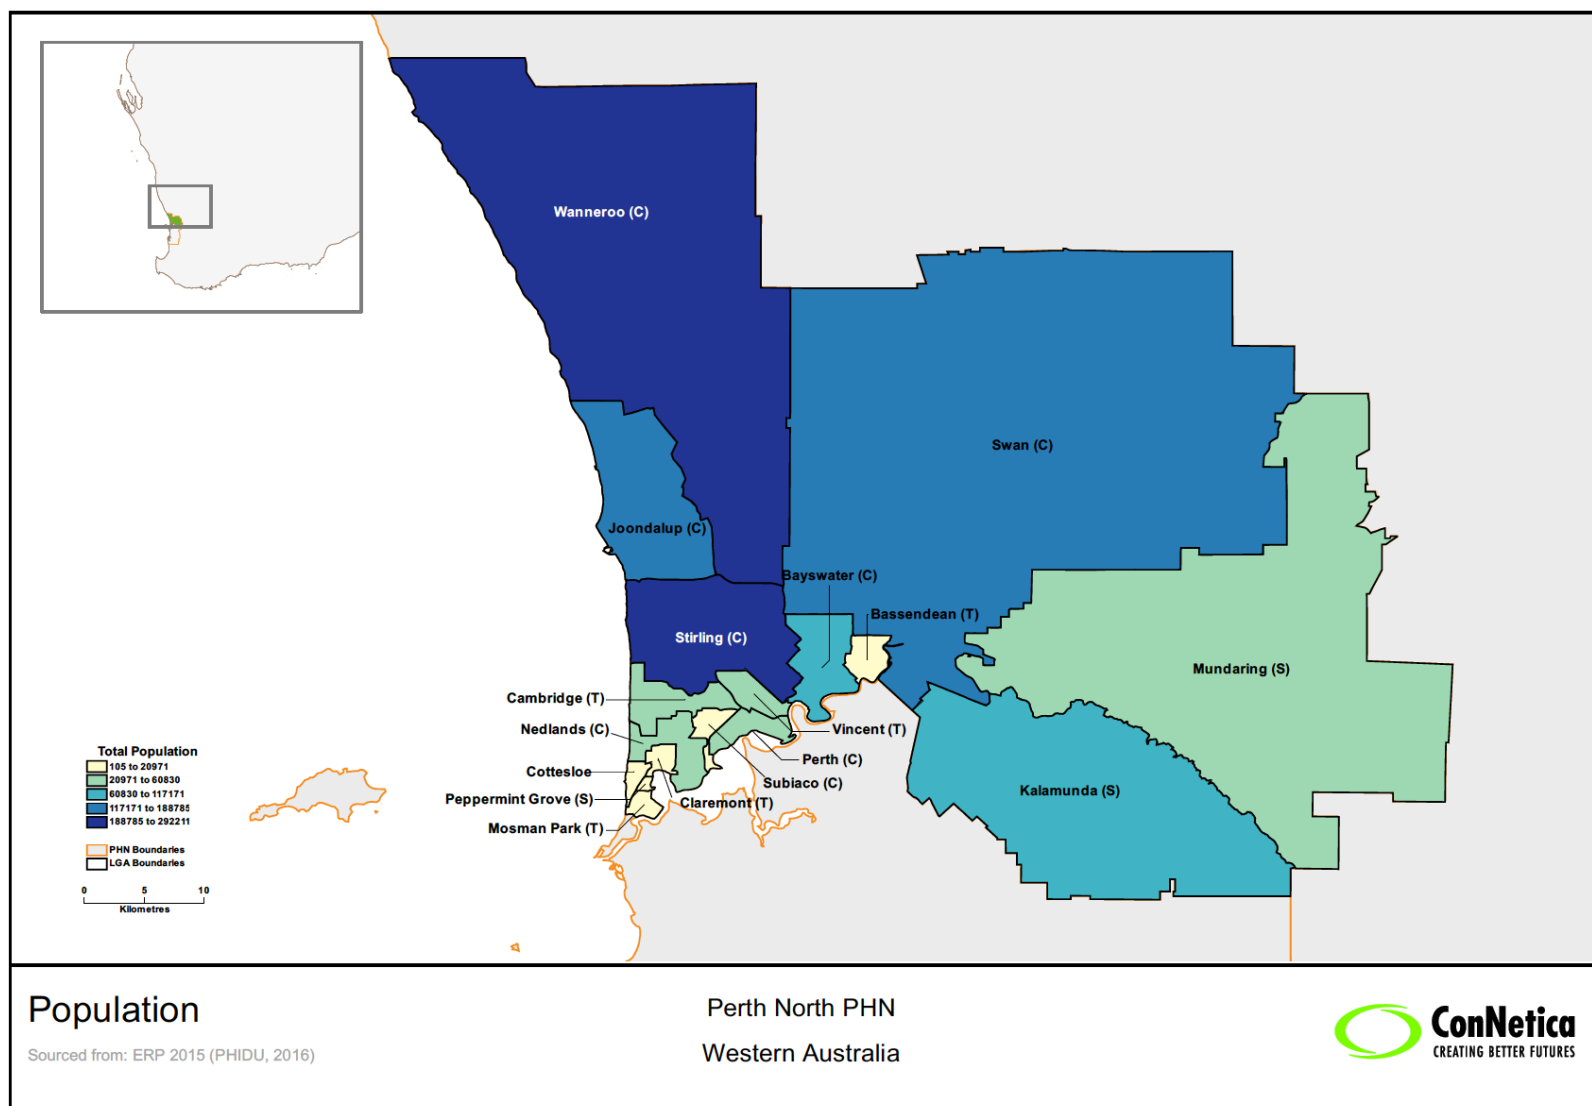 Wanneroo (C)
Swan (C)
Joondalup (C)
Bayswater (C)
Bassendean (T)
Stirling (C)
Mundaring (S)
Cambridge (T)
Nedlands (C)
Vincent (T)
Perth (C)
Cottesloe
Subiaco (C)
Kalamunda (S)
Peppermint Grove (S)
Claremont (T)
Mosman Park (T)
Total Population
105 to 20971
20971 to 60830
60830 to 117171
117171 to 188785
188785 to 292211
PHN Boundaries
LGA Boundaries
0 5 10
Kilometres
Population
Sourced from: ERP 2015 (PHIDU, 2016)
Perth North PHN
Western Australia
ConNetica
CREATING BETTER FUTURES